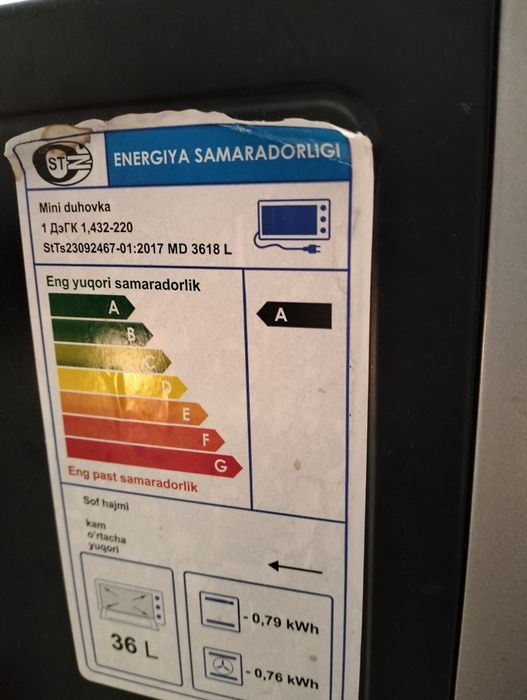 ST
ENERGIYA SAMARADORLIGI
Mini duhovka
1 ДэГК 1,432-220
StTs23092467-01:2017 MD 3618 L
Eng yuqori samaradorlik
A
A
B
C
D
E
F
G
Eng past samaradorlik
Sof hajmi
kam
o'rtacha
yuqori
36 L
- 0,79 kWh
- 0,76 kWh